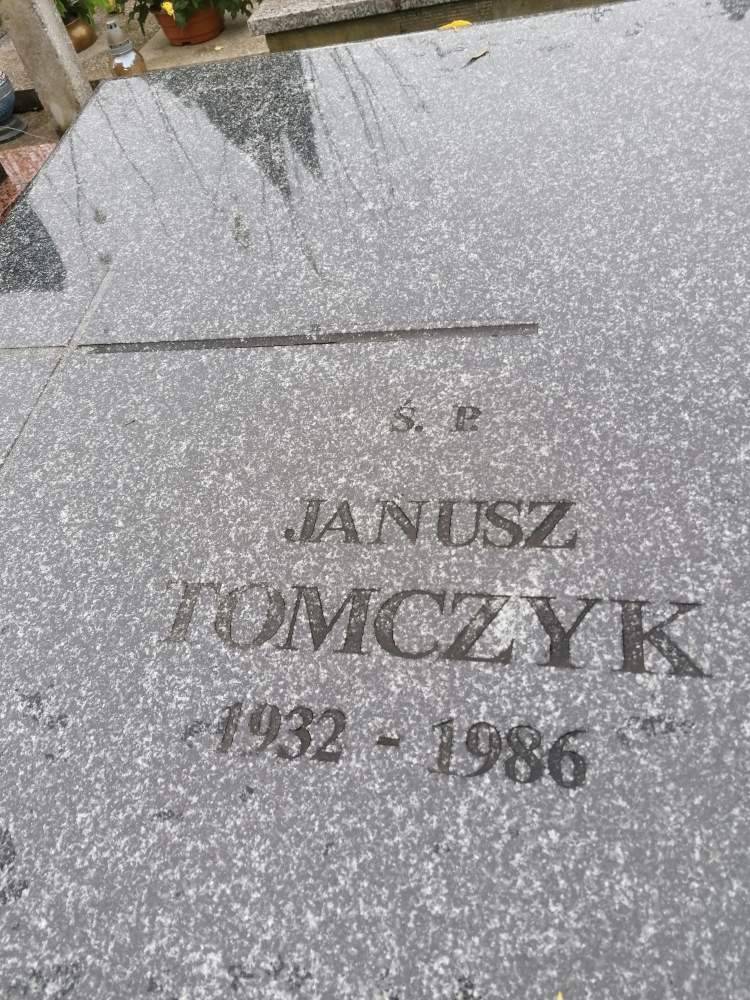 Ś. P.
JANUSZ
TOMCZYK
1932 - 1986